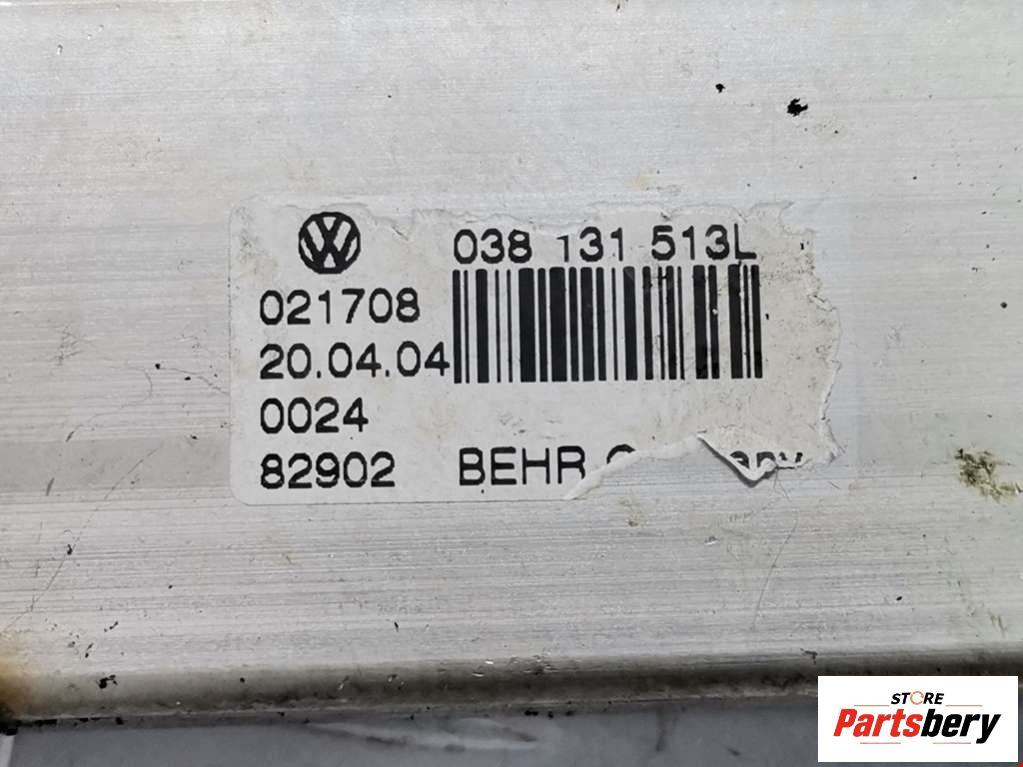 038 131 513L
021708
20.04.04
0024
82902 BEHR
STORE
Partsbery